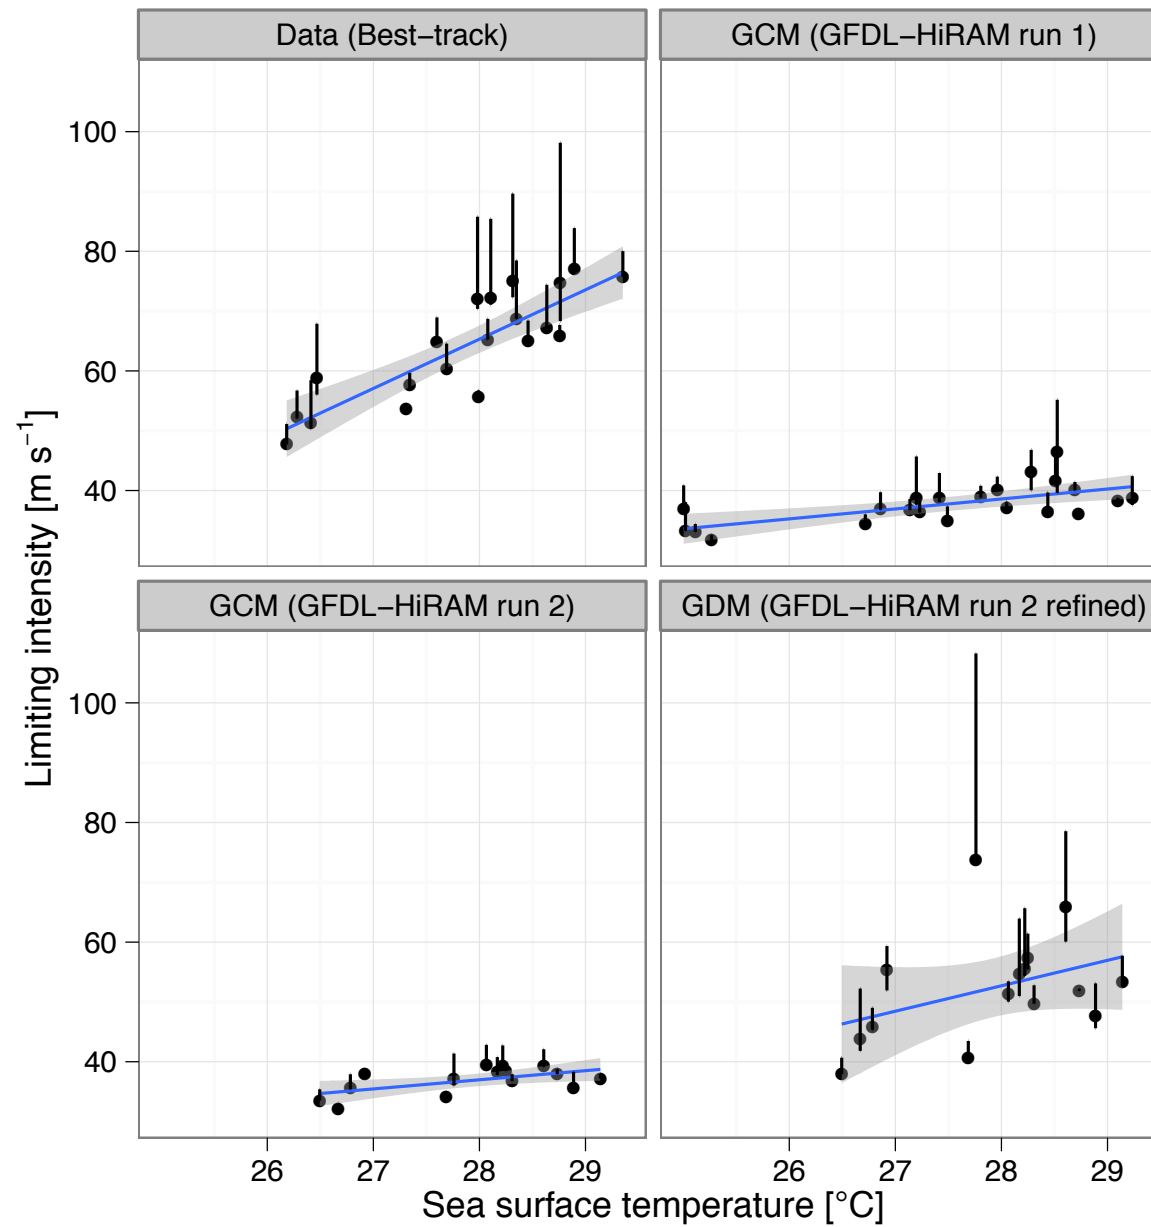 Data (Best−track)
GCM (GFDL−HiRAM run 1)
100
80
60
40
GCM (GFDL−HiRAM run 2)
GDM (GFDL−HiRAM run 2 refined)
100
80
60
40
Limiting intensity [m s⁻¹]
26 27 28 29 26 27 28 29
Sea surface temperature [°C]